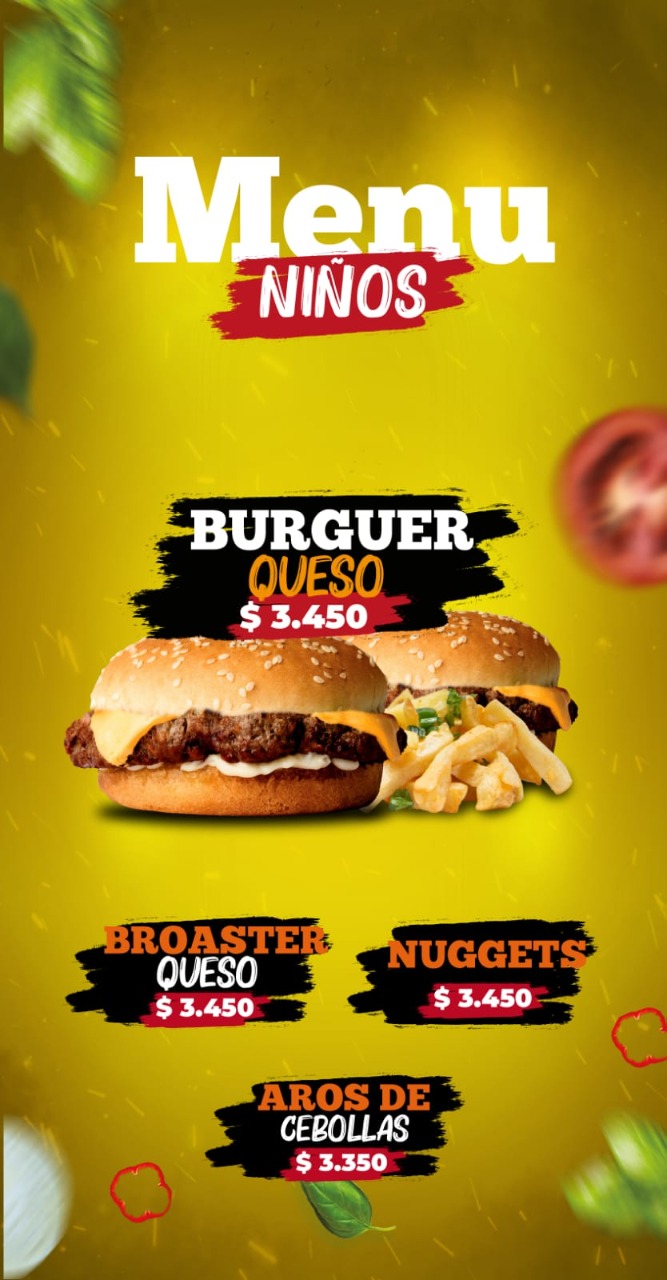 Menu
NIÑOS
BURGUER
QUESO
$ 3.450
BROASTER
QUESO
$ 3.450
NUGGETS
$ 3.450
AROS DE
CEBOLLAS
$ 3.350